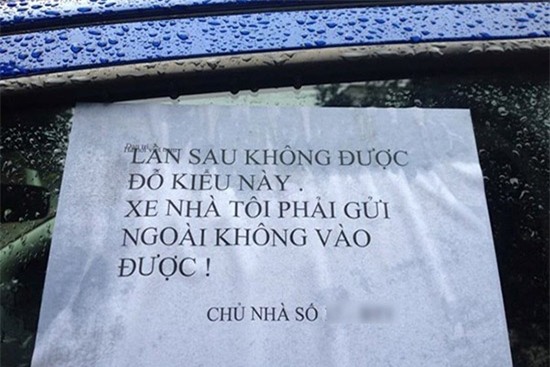 LẦN SAU KHÔNG ĐƯỢC
ĐỖ KIỂU NÀY .
XE NHÀ TÔI PHẢI GỬI
NGOÀI KHÔNG VÀO
ĐƯỢC !
CHỦ NHÀ SỐ